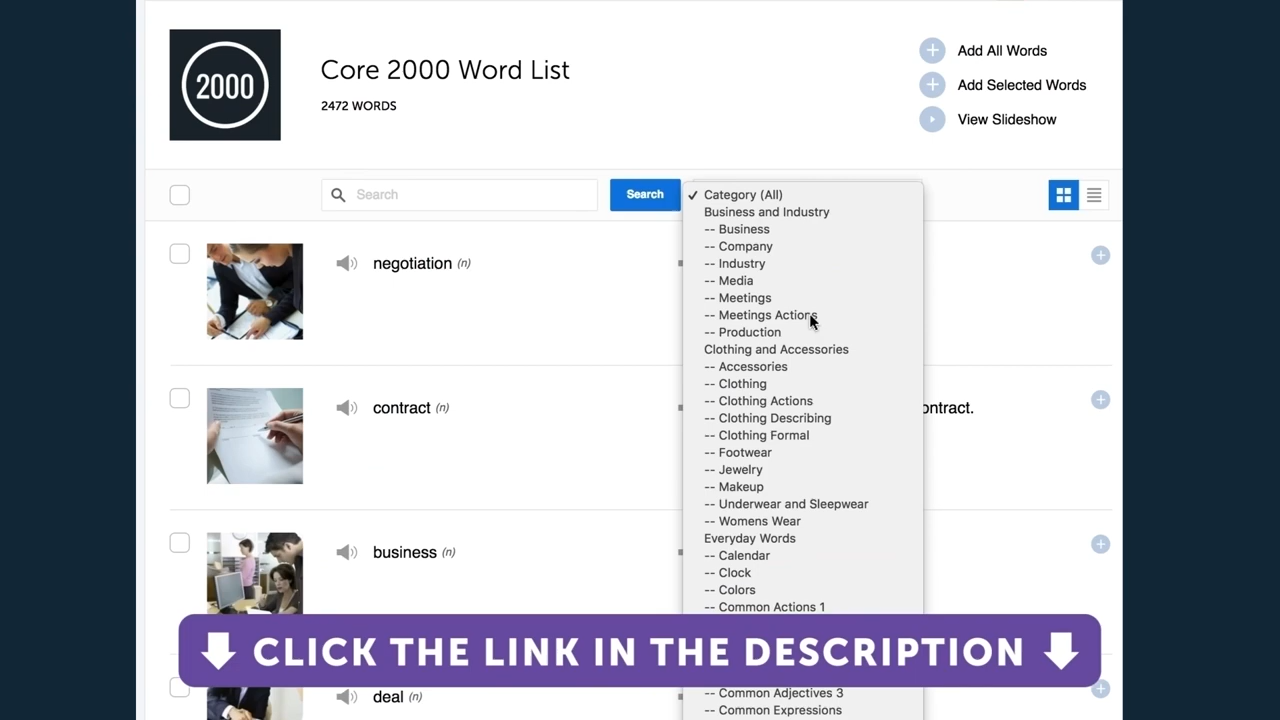 2000
Core 2000 Word List
2472 WORDS
Add All Words
Add Selected Words
View Slideshow
Search
Search
Category (All)
Business and Industry
-- Business
-- Company
-- Industry
-- Media
-- Meetings
-- Meetings Actions
-- Production
Clothing and Accessories
-- Accessories
-- Clothing
-- Clothing Actions
-- Clothing Describing
-- Clothing Formal
-- Footwear
-- Jewelry
-- Makeup
-- Underwear and Sleepwear
-- Womens Wear
Everyday Words
-- Calendar
-- Clock
-- Colors
-- Common Actions 1
-- Common Adjectives 3
-- Common Expressions
negotiation (n)
contract (n)
ontract.
business (n)
CLICK THE LINK IN THE DESCRIPTION
deal (n)